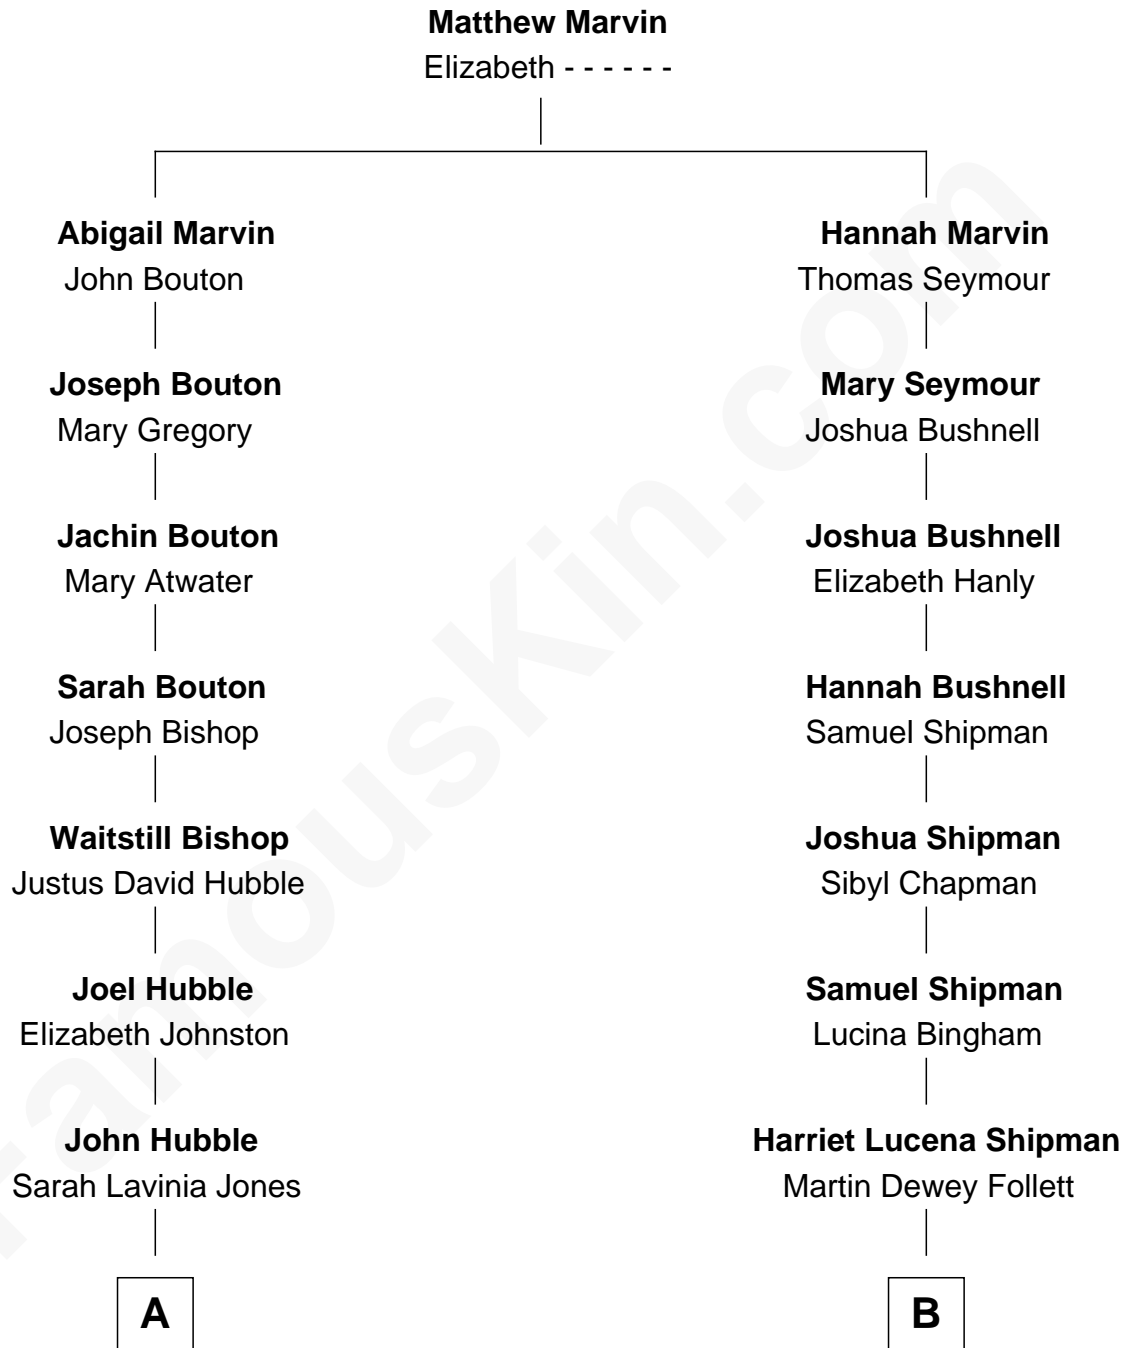 Matthew Marvin
Elizabeth - - - - - -
Abigail Marvin
John Bouton
Hannah Marvin
Thomas Seymour
Joseph Bouton
Mary Gregory
Mary Seymour
Joshua Bushnell
Jachin Bouton
Mary Atwater
Joshua Bushnell
Elizabeth Hanly
Sarah Bouton
Joseph Bishop
Hannah Bushnell
Samuel Shipman
Waitstill Bishop
Justus David Hubble
Joshua Shipman
Sibyl Chapman
Joel Hubble
Elizabeth Johnston
Samuel Shipman
Lucina Bingham
John Hubble
Sarah Lavinia Jones
Harriet Lucena Shipman
Martin Dewey Follett
A
B
FamousKin.com